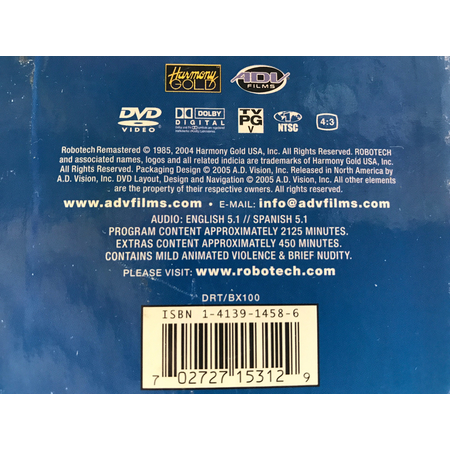 Harmony GOLD
ADV FILMS
DVD VIDEO
DOLBY DIGITAL
TV PG V
1 NTSC
4:3
Robotech Remastered © 1985, 2004 Harmony Gold USA, Inc. All Rights Reserved. ROBOTECH
and associated names, logos and all related indicia are trademarks of Harmony Gold USA, Inc.
All Rights Reserved. Packaging Design © 2005 A.D. Vision, Inc. Released in North America by
A.D. Vision, Inc. DVD Layout, Design and Navigation © 2005 A.D. Vision, Inc. All other elements
are the property of their respective owners. All rights reserved.
www.advfilms.com • E-MAIL: info@advfilms.com
AUDIO: ENGLISH 5.1 // SPANISH 5.1
PROGRAM CONTENT APPROXIMATELY 2125 MINUTES.
EXTRAS CONTENT APPROXIMATELY 450 MINUTES.
CONTAINS MILD ANIMATED VIOLENCE & BRIEF NUDITY.
PLEASE VISIT: www.robotech.com
DRT/BX100
ISBN 1-4139-1458-6
7 02727 15312 9